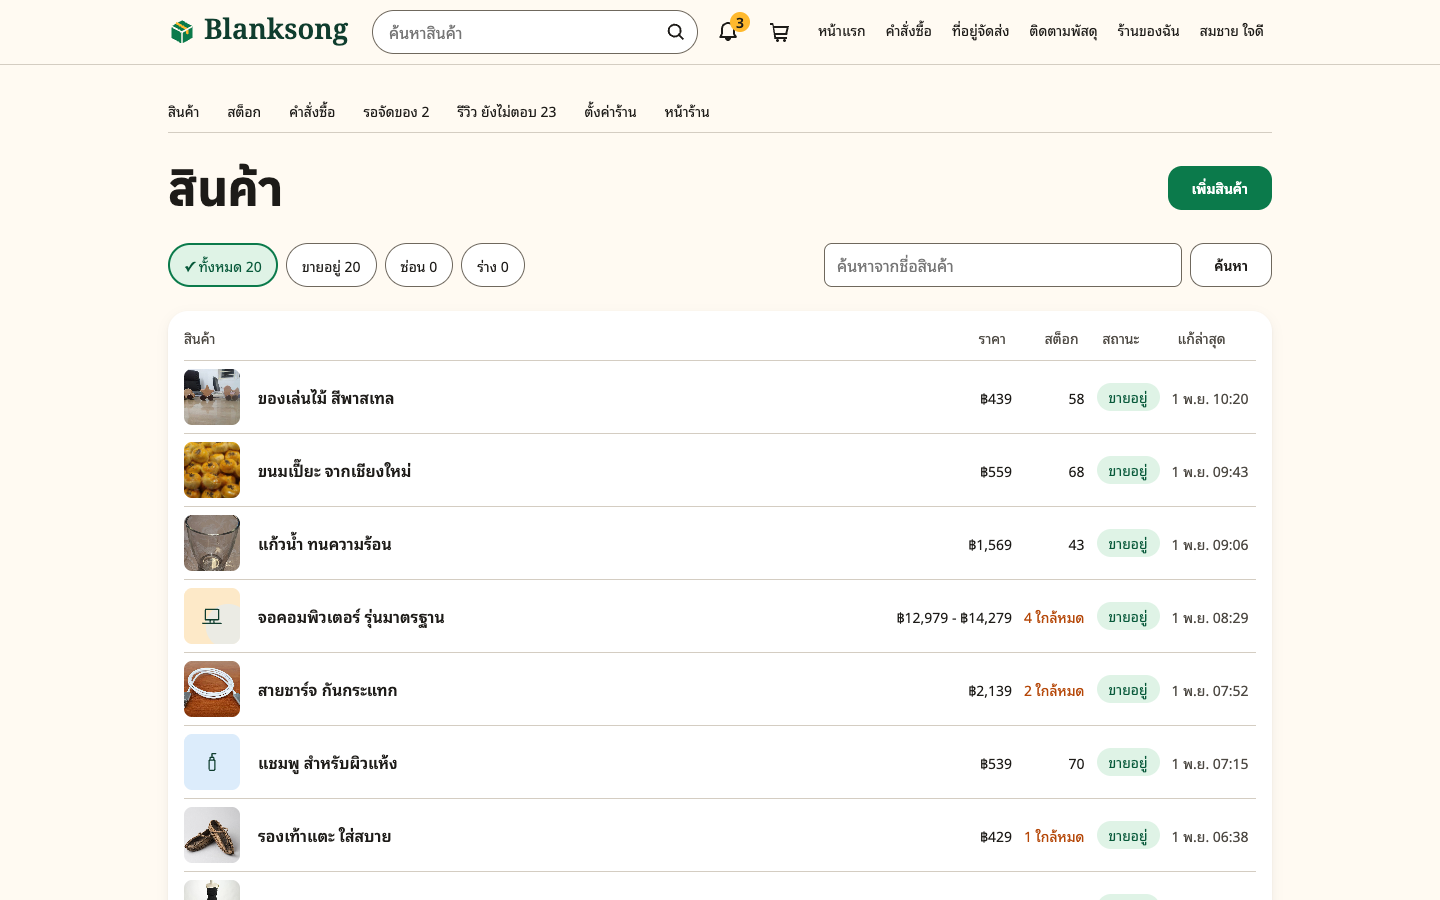 Blanksong
ค้นหาสินค้า
3
หน้าแรก
คำสั่งซื้อ
ที่อยู่จัดส่ง
ติดตามพัสดุ
ร้านของฉัน
สมชาย ใจดี
สินค้า
สต็อก
คำสั่งซื้อ
รอจัดของ 2
รีวิว ยังไม่ตอบ 23
ตั้งค่าร้าน
หน้าร้าน
สินค้า
เพิ่มสินค้า
✓ทั้งหมด 20
ขายอยู่ 20
ซ่อน 0
ร่าง 0
ค้นหาจากชื่อสินค้า
ค้นหา
สินค้า ราคา สต็อก สถานะ แก้ล่าสุด
ของเล่นไม้ สีพาสเทล ฿439 58 ขายอยู่ 1 พ.ย. 10:20
ขนมเปี๊ยะ จากเชียงใหม่ ฿559 68 ขายอยู่ 1 พ.ย. 09:43
แก้วน้ำ ทนความร้อน ฿1,569 43 ขายอยู่ 1 พ.ย. 09:06
จอคอมพิวเตอร์ รุ่นมาตรฐาน ฿12,979 - ฿14,279 4 ใกล้หมด ขายอยู่ 1 พ.ย. 08:29
สายชาร์จ กันกระแทก ฿2,139 2 ใกล้หมด ขายอยู่ 1 พ.ย. 07:52
แชมพู สำหรับผิวแห้ง ฿539 70 ขายอยู่ 1 พ.ย. 07:15
รองเท้าแตะ ใส่สบาย ฿429 1 ใกล้หมด ขายอยู่ 1 พ.ย. 06:38